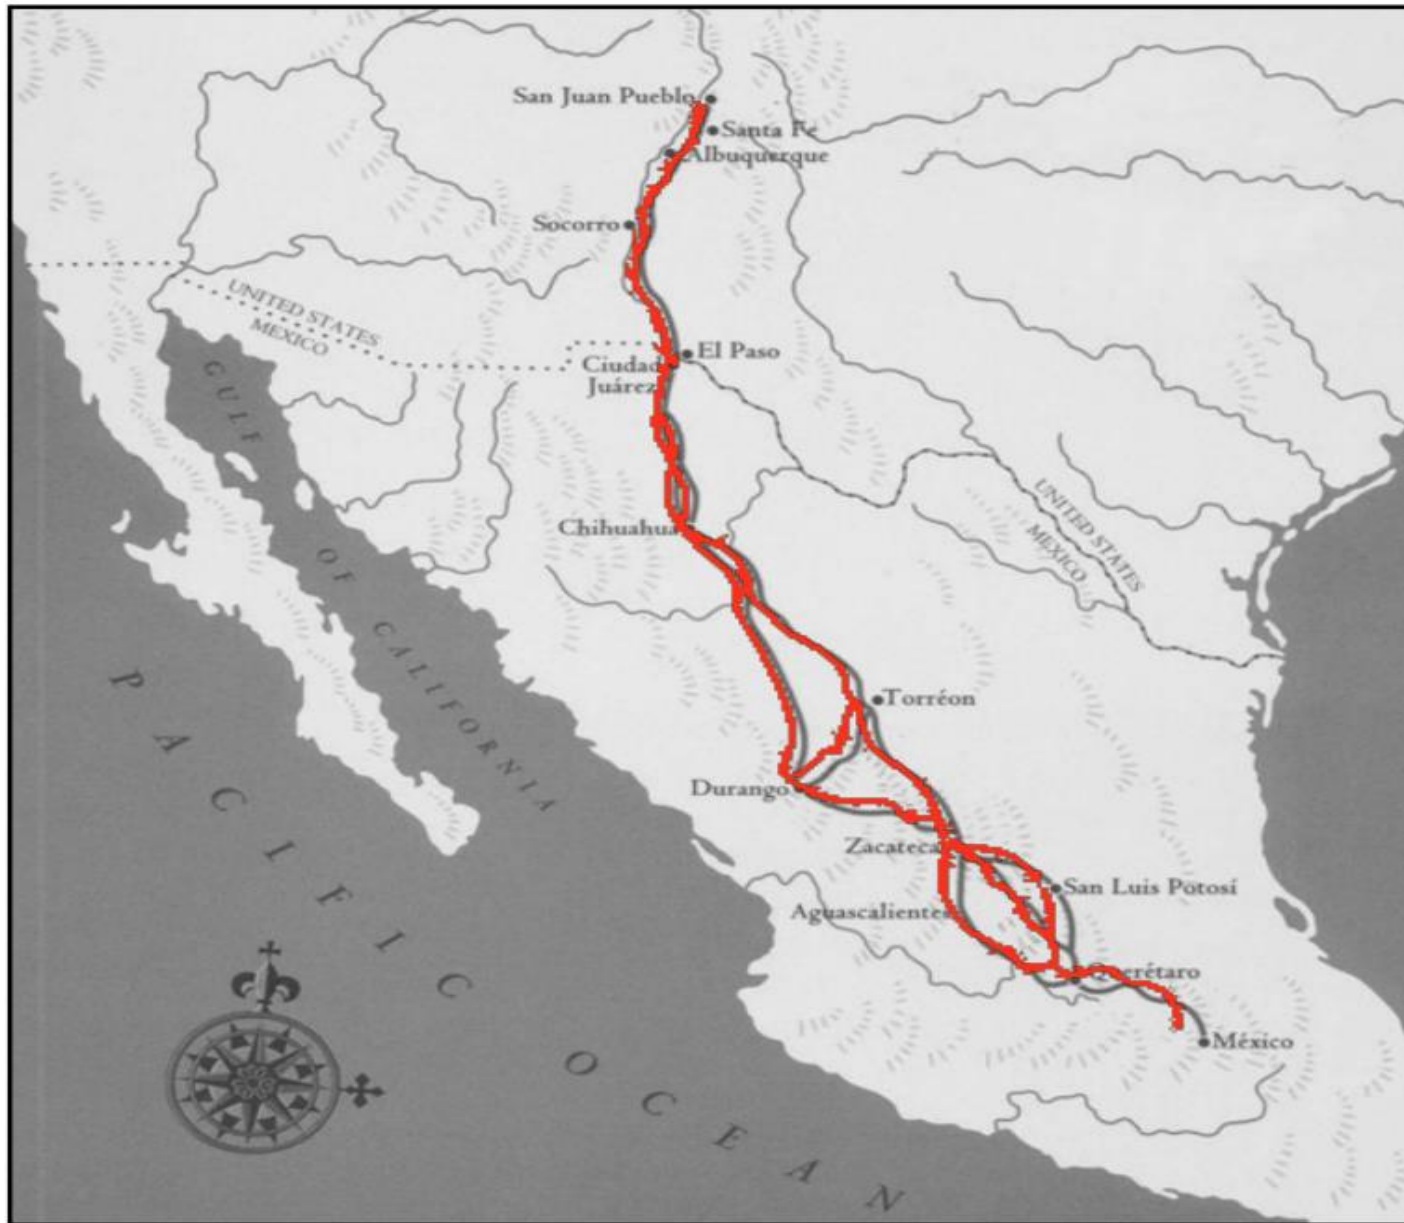 San Juan Pueblo
Santa Fe
Albuquerque
Socorro
UNITED STATES
MEXICO
El Paso
Ciudad
Juárez
GULF OF CALIFORNIA
Chihuahua
UNITED STATES
MEXICO
Torréon
Durango
Zacateca
San Luis Potosí
Aguascalientes
Querétaro
México
PACIFIC OCEAN